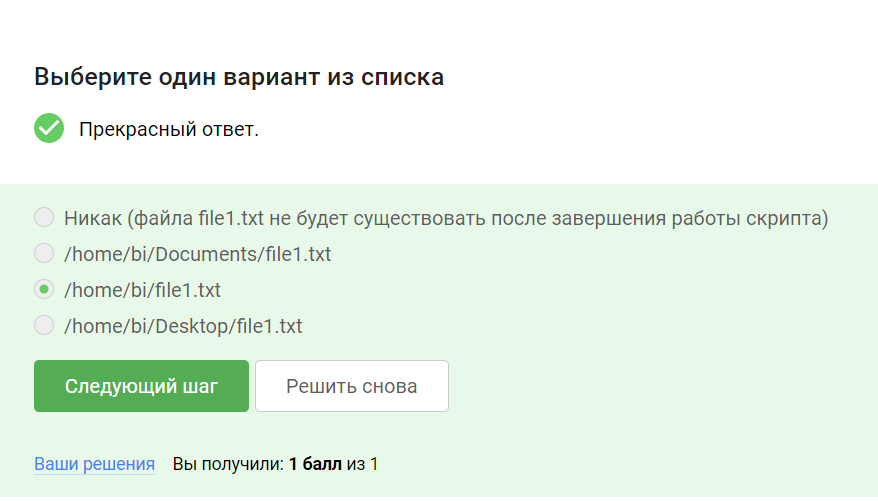 Выберите один вариант из списка
Прекрасный ответ.
Никак (файла file1.txt не будет существовать после завершения работы скрипта)
/home/bi/Documents/file1.txt
/home/bi/file1.txt
/home/bi/Desktop/file1.txt
Следующий шаг Решить снова
Ваши решения Вы получили: 1 балл из 1